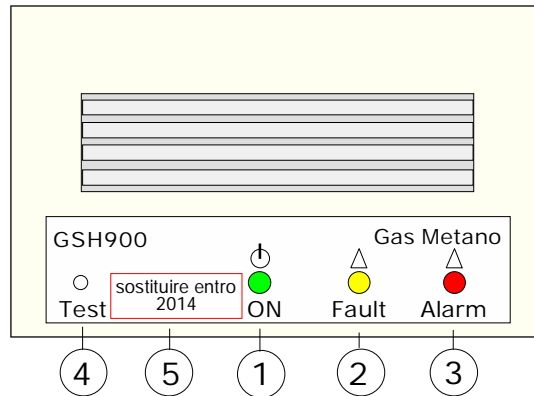 GSH900
Gas Metano
sostituire entro
2014
Test
ON
Fault
Alarm
4
5
1
2
3